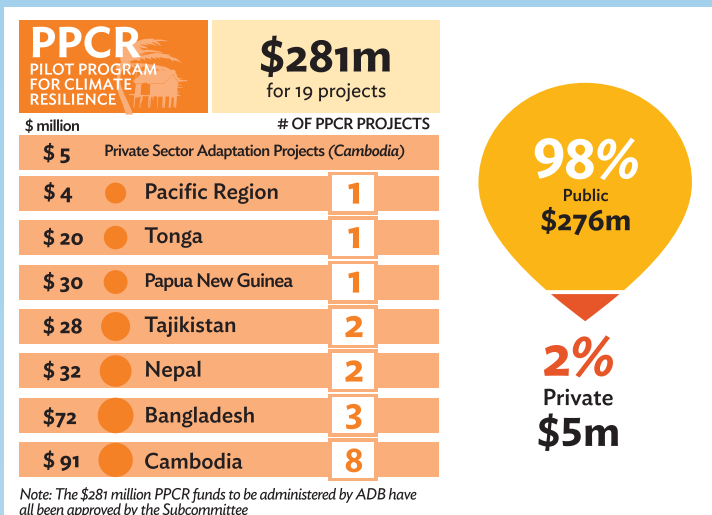 PPCR
PILOT PROGRAM
FOR CLIMATE
RESILIENCE
$281m
for 19 projects
$ million
# OF PPCR PROJECTS
$ 5 Private Sector Adaptation Projects (Cambodia)
$ 4 Pacific Region 1
$ 20 Tonga 1
$ 30 Papua New Guinea 1
$ 28 Tajikistan 2
$ 32 Nepal 2
$72 Bangladesh 3
$ 91 Cambodia 8
Note: The $281 million PPCR funds to be administered by ADB have
all been approved by the Subcommittee
98%
Public
$276m
2%
Private
$5m